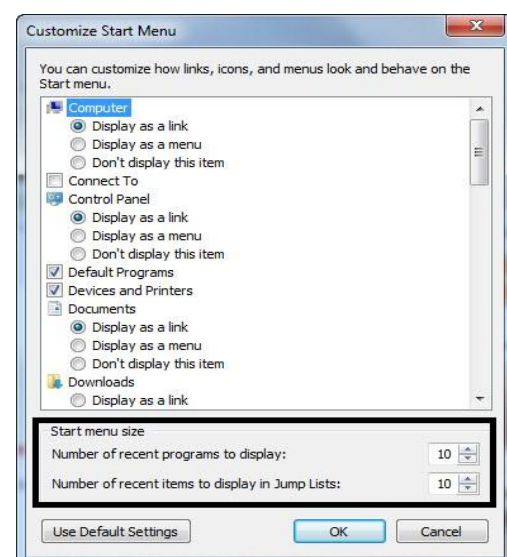 Customize Start Menu
You can customize how links, icons, and menus look and behave on the
Start menu.
Computer
Display as a link
Display as a menu
Don't display this item
Connect To
Control Panel
Display as a link
Display as a menu
Don't display this item
Default Programs
Devices and Printers
Documents
Display as a link
Display as a menu
Don't display this item
Downloads
Display as a link
Start menu size
Number of recent programs to display: 10
Number of recent items to display in Jump Lists: 10
Use Default Settings OK Cancel